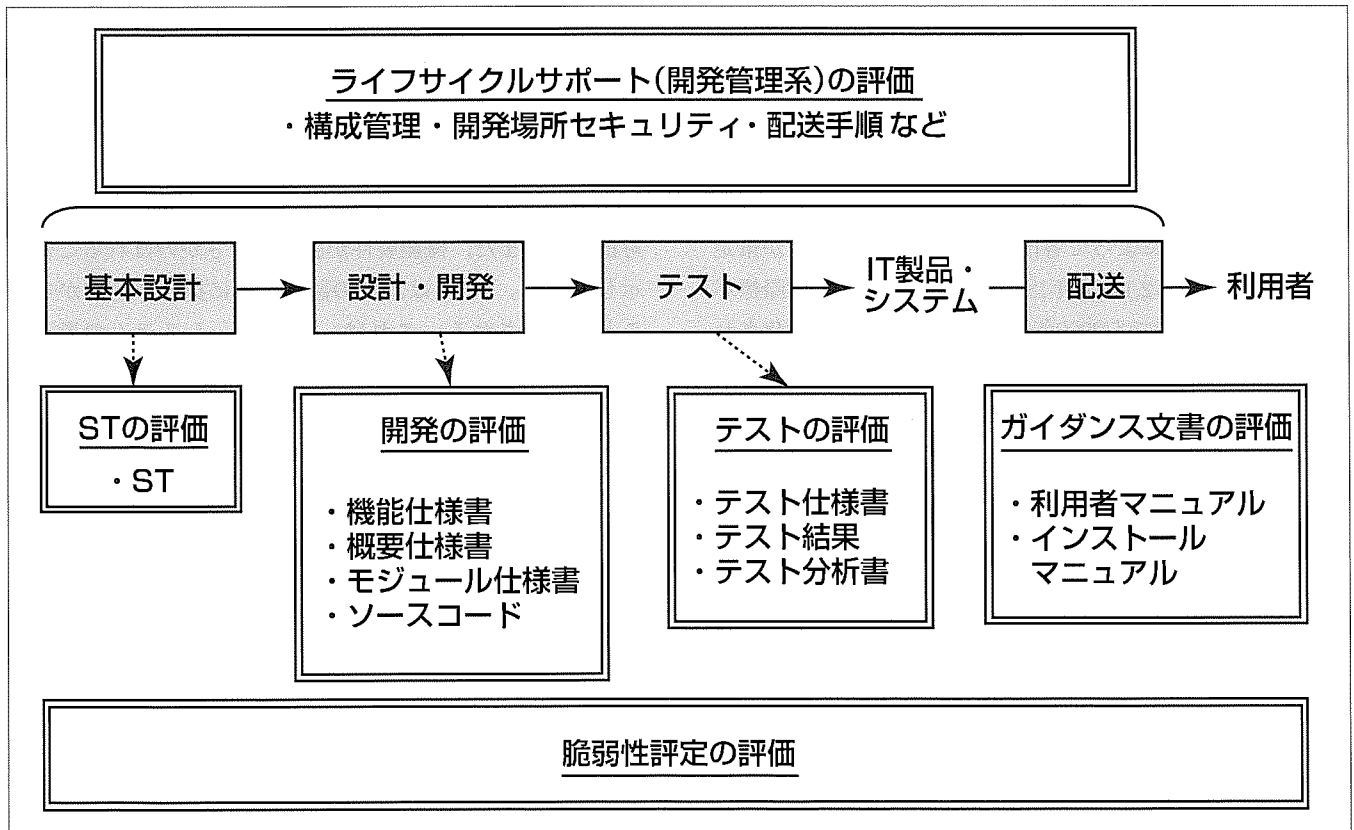 ライフサイクルサポート(開発管理系)の評価
・構成管理・開発場所セキュリティ・配送手順 など
基本設計
設計・開発
テスト
IT製品・
システム
配送
利用者
STの評価
・ST
開発の評価
・機能仕様書
・概要仕様書
・モジュール仕様書
・ソースコード
テストの評価
・テスト仕様書
・テスト結果
・テスト分析書
ガイダンス文書の評価
・利用者マニュアル
・インストール
マニュアル
脆弱性評定の評価